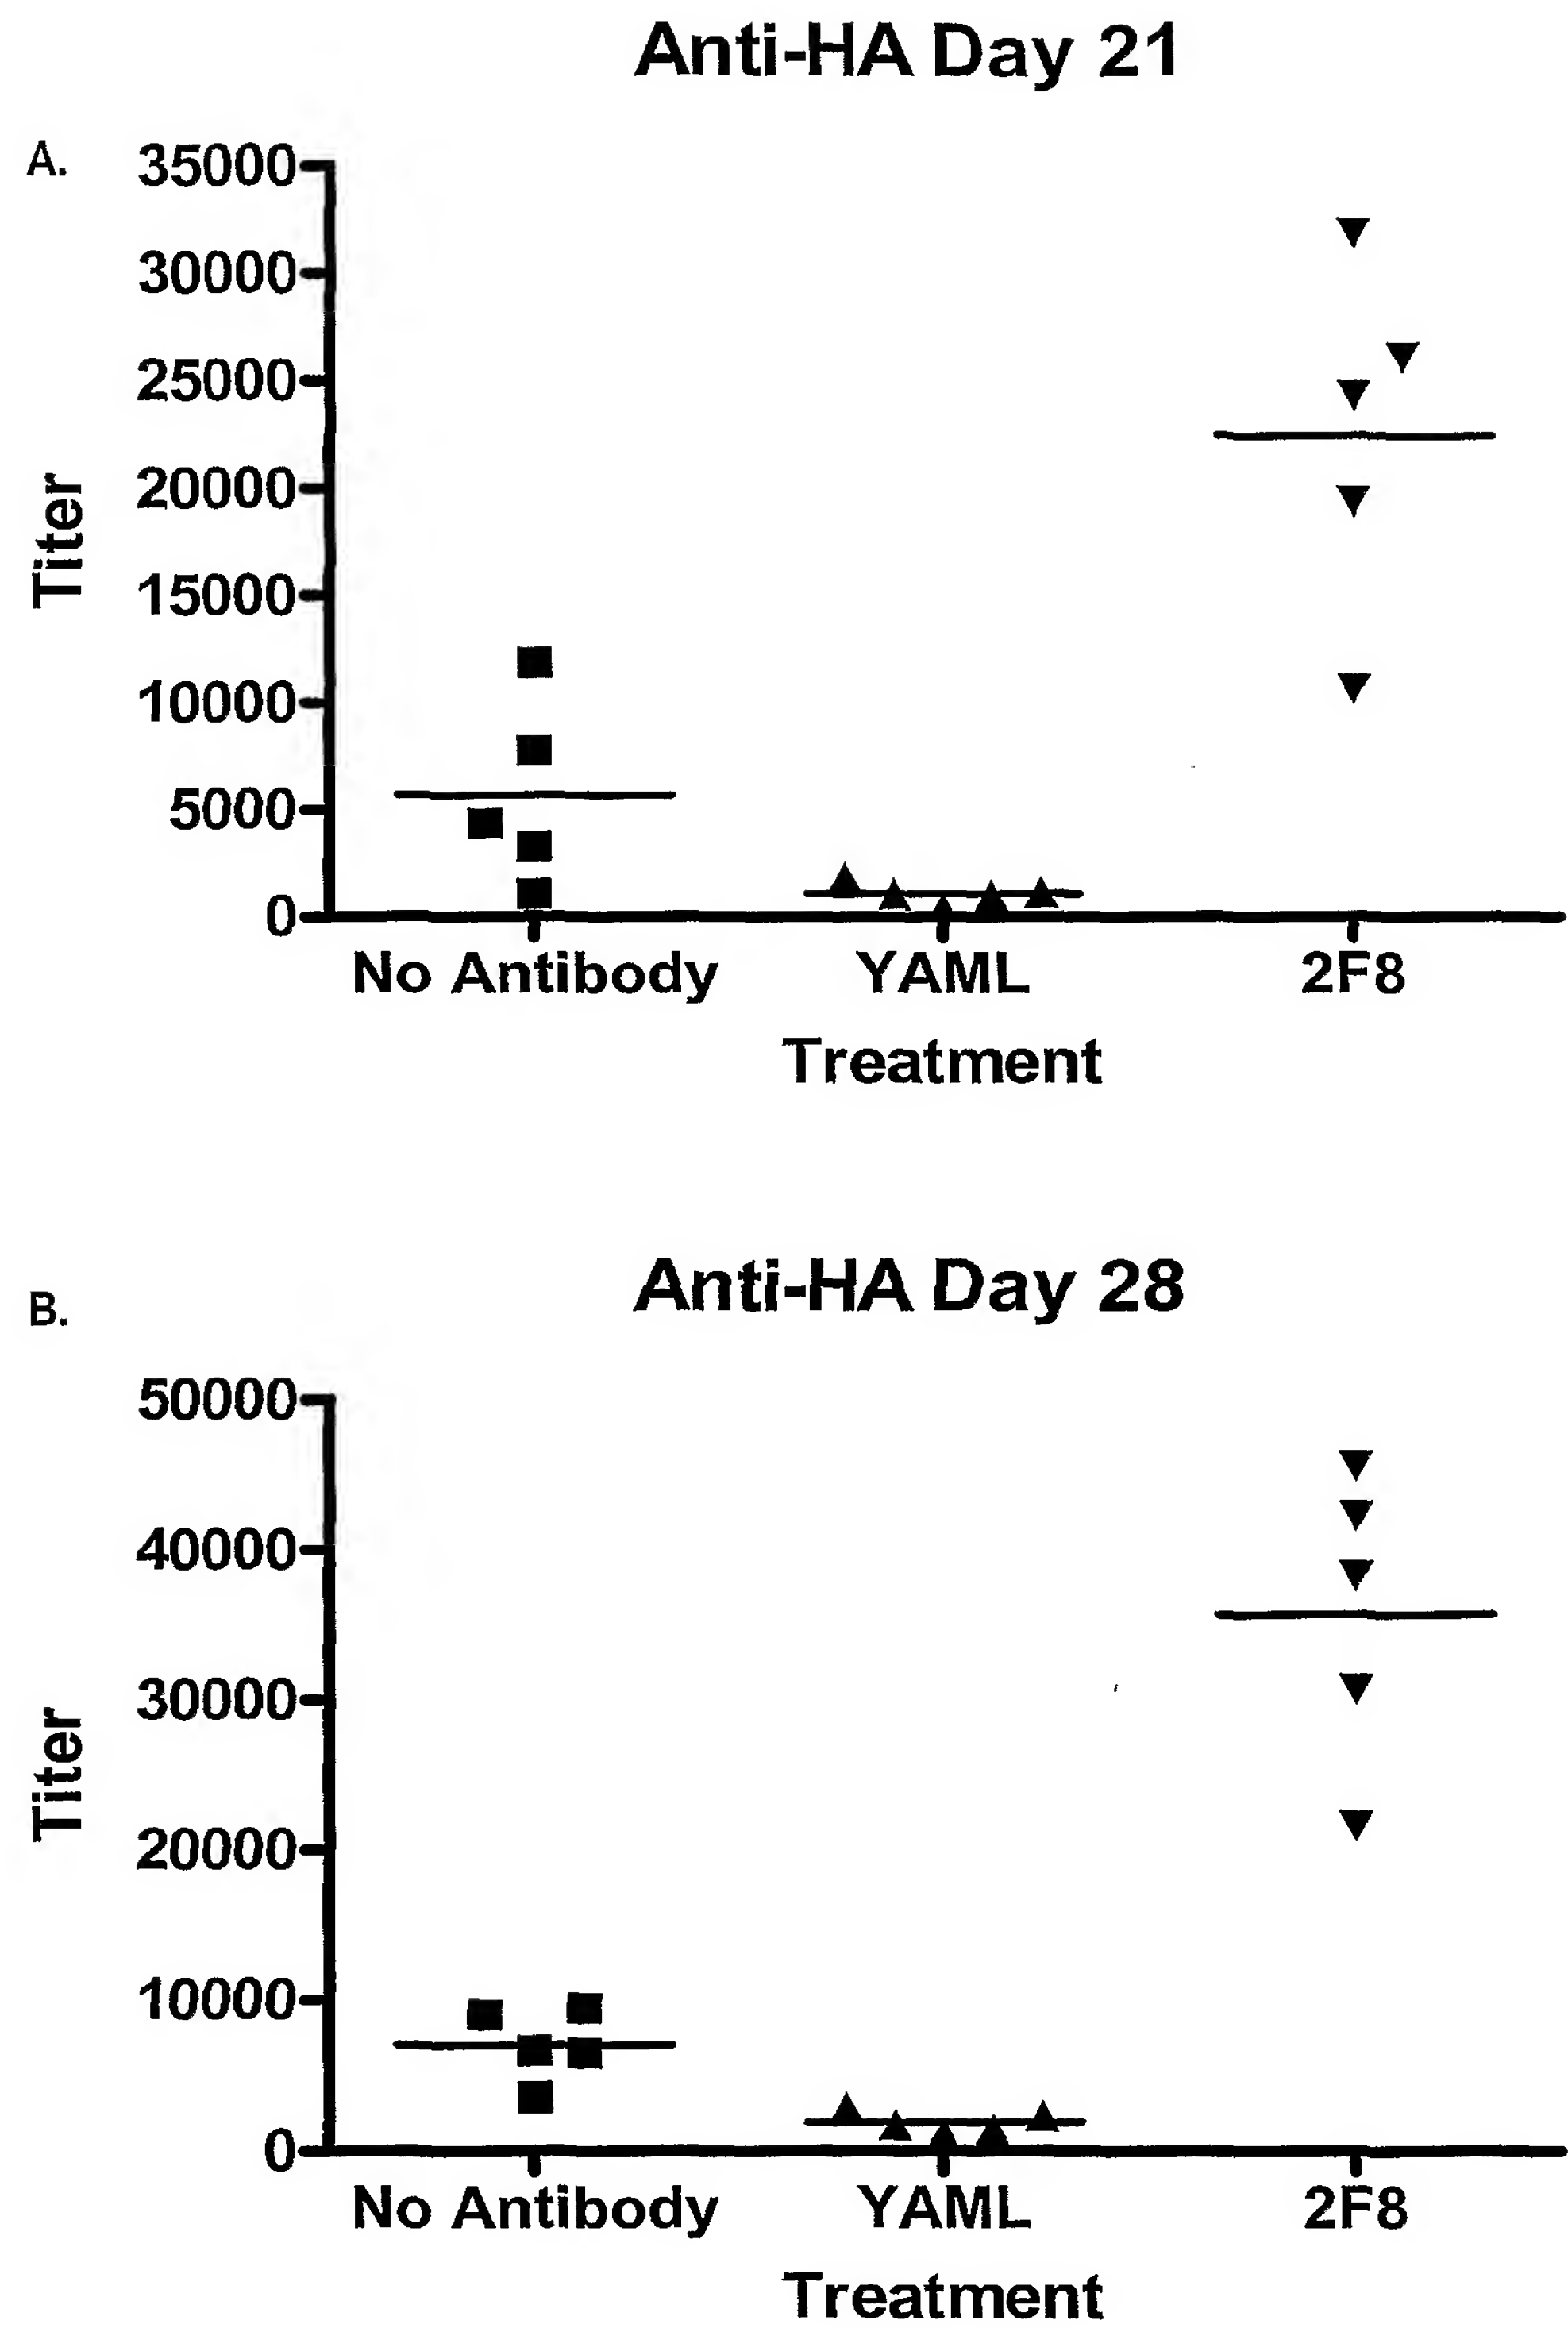 Anti-HA Day 21
A.
35000
30000
25000
20000
15000
10000
5000
0
Titer
No Antibody YAML 2F8
Treatment
Anti-HA Day 28
B.
50000
40000
30000
20000
10000
0
Titer
No Antibody YAML 2F8
Treatment